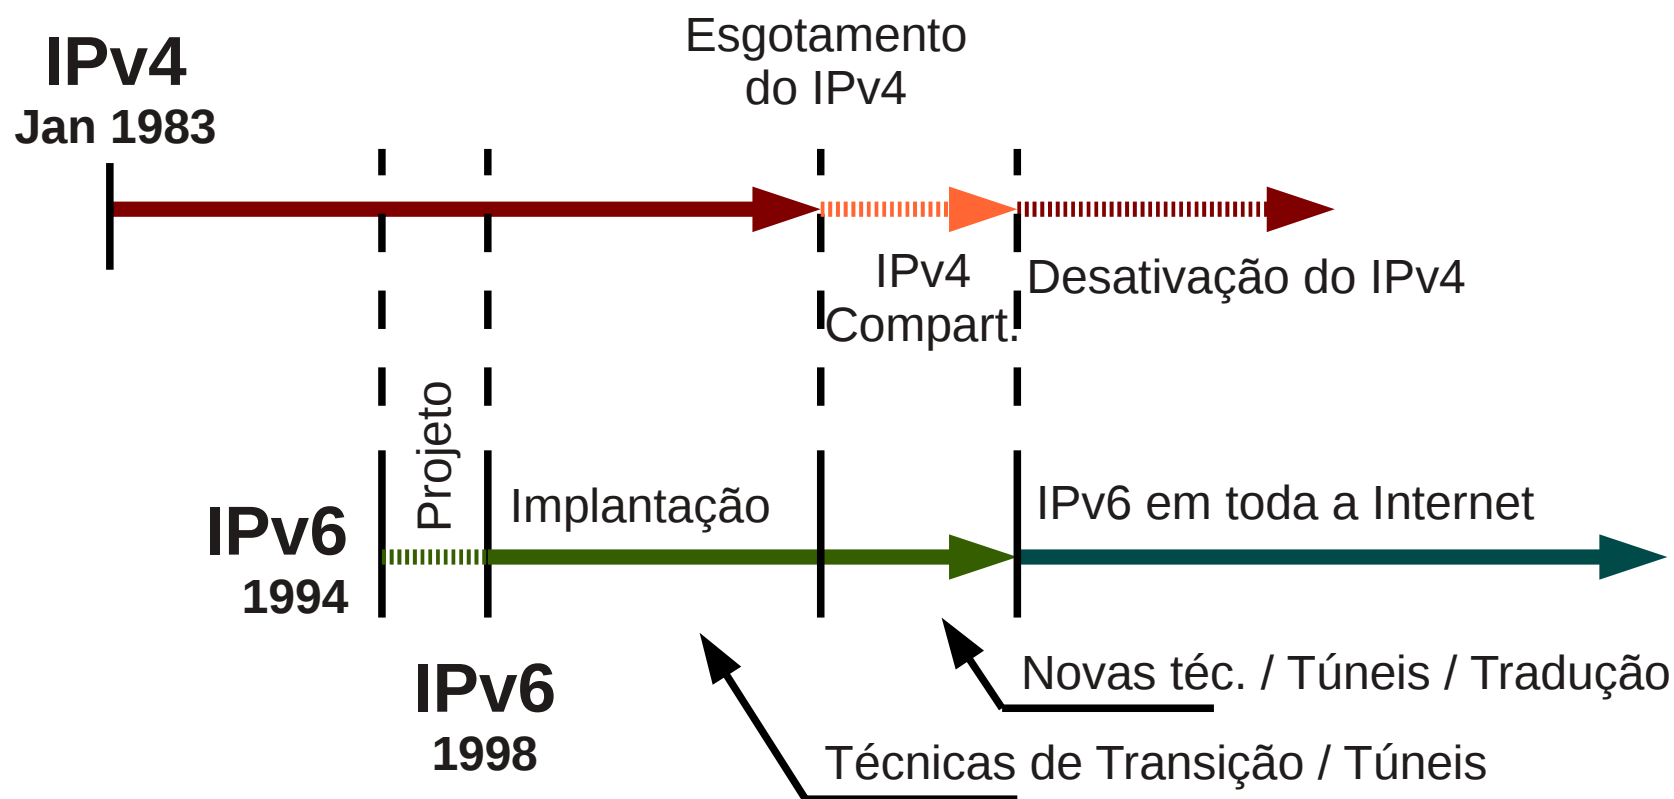 IPv4
Jan 1983
Esgotamento
do IPv4
IPv4
Compart.
Desativação do IPv4
Projeto
IPv6
1994
Implantação
IPv6 em toda a Internet
IPv6
1998
Novas téc. / Túneis / Tradução
Técnicas de Transição / Túneis